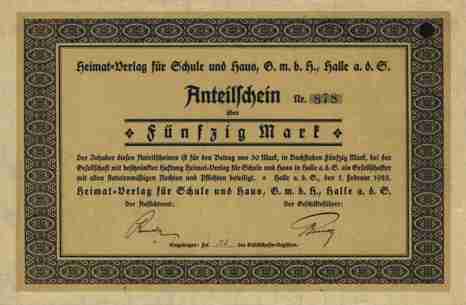 Heimat=Verlag für Schule und Haus, G. m. b. H., Halle a. d. S.
Anteilschein Nr. 878
über
Fünfzig Mark
Der Inhaber dieses Anteilscheines ist für den Betrag von 50 Mark, in Buchstaben Fünfzig Mark, bei der
Gesellschaft mit beschränkter Haftung Heimat=Verlag für Schule und Haus in Halle a. d. S. als Gesellschafter
mit allen statutenmäßigen Rechten und Pflichten beteiligt. Halle a. d. S., den 1. Februar
Heimat=Verlag für Schule und Haus, G. m. b. H., Halle a. d. S.
Der Aufsichtsrat: Der Geschäftsführer:
Eingetragen: Fol. des Gesellschafts=Registers.